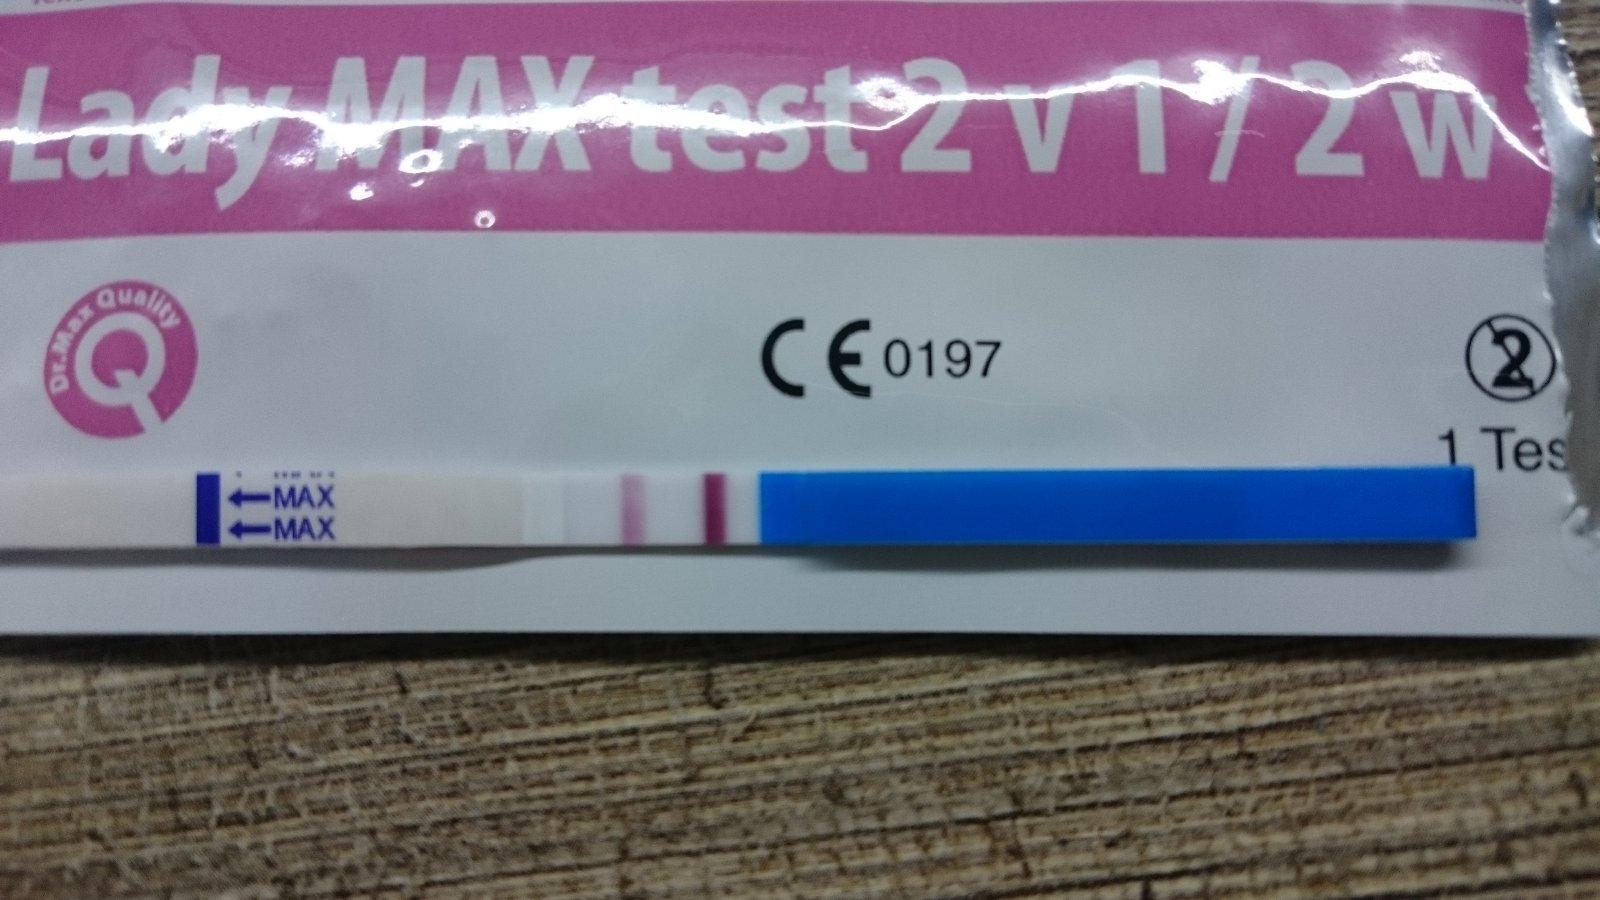 Lady MAX test 2 v 1 / 2 w
Dr.Max Quality
CE 0197
2
1 Tes
MAX
MAX